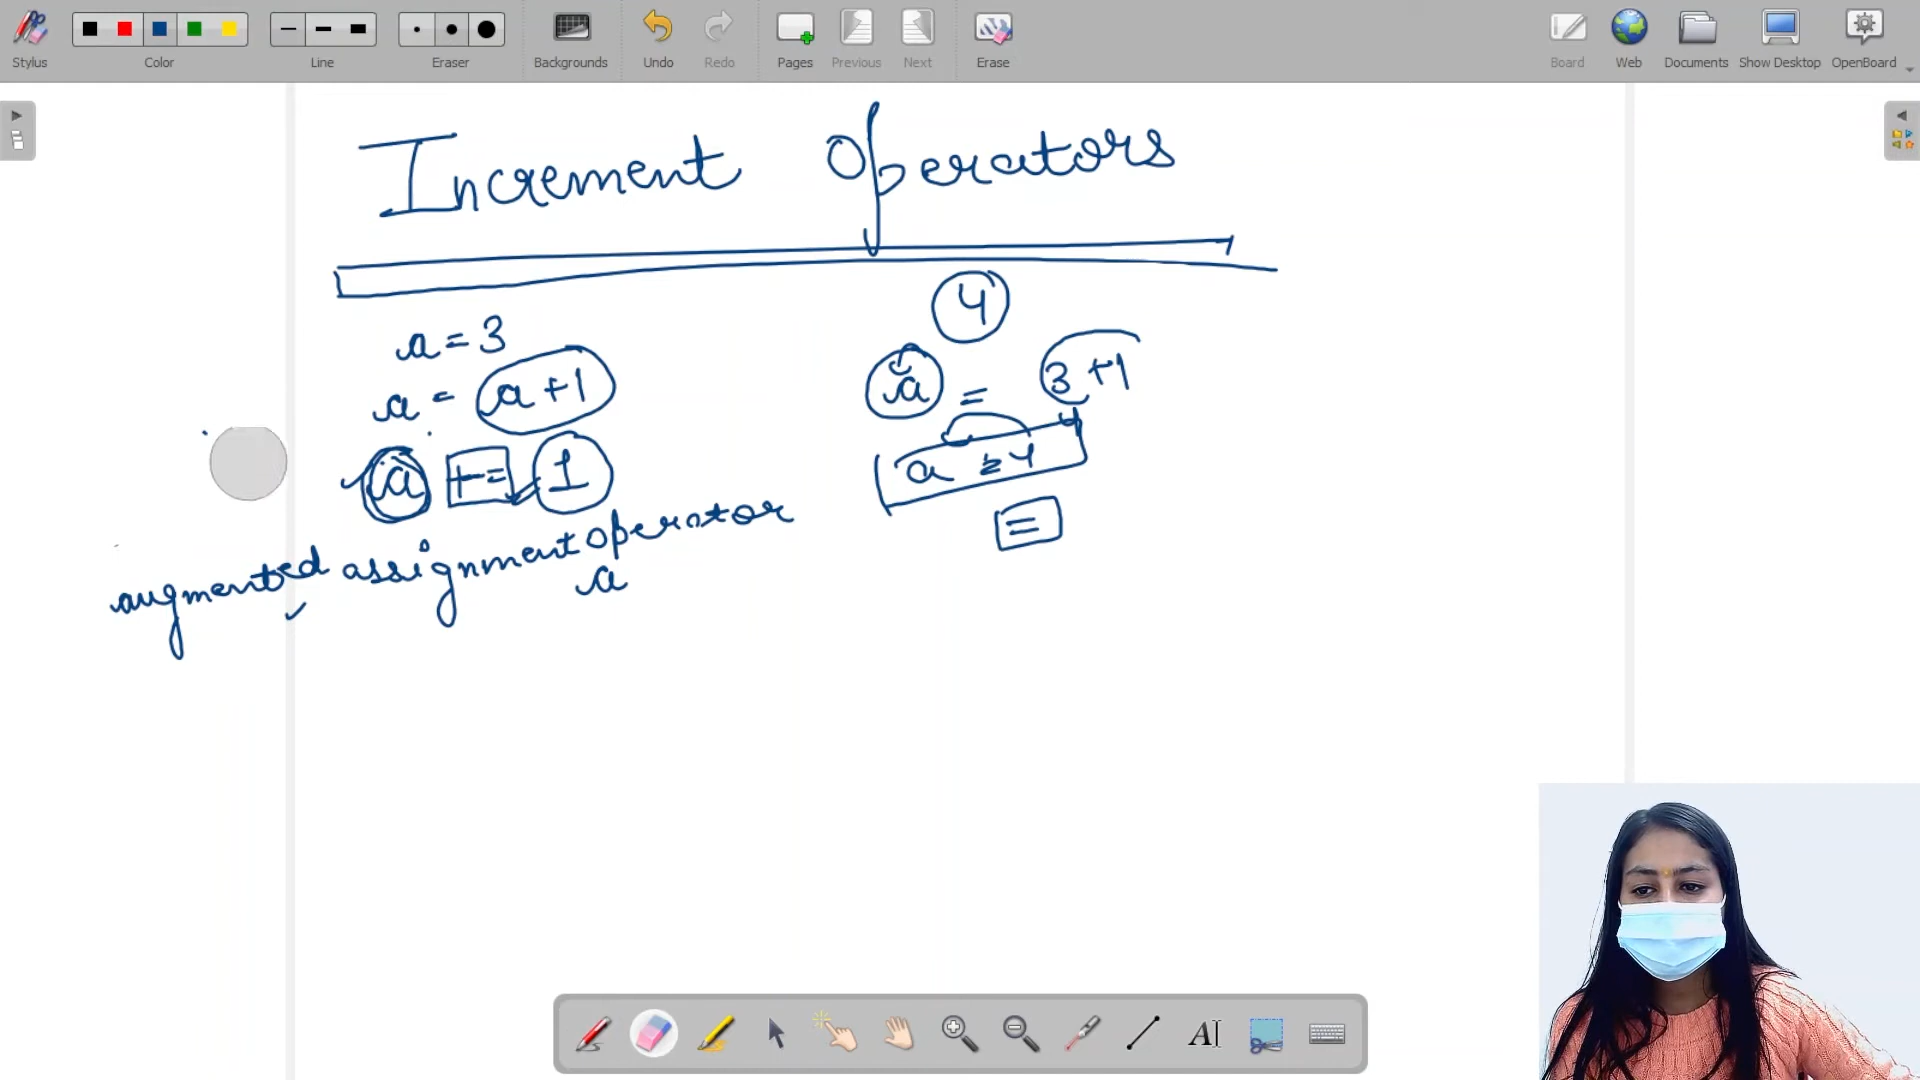 Stylus
Color
Line
Eraser
Backgrounds
Undo
Redo
Pages
Previous
Next
Erase
Board
Web
Documents
Show Desktop
OpenBoard
Increment Operators
4
a = 3
a = a + 1
a = 3 + 1
4
a += 1
a = 4
=
augmented assignment operator
a
A